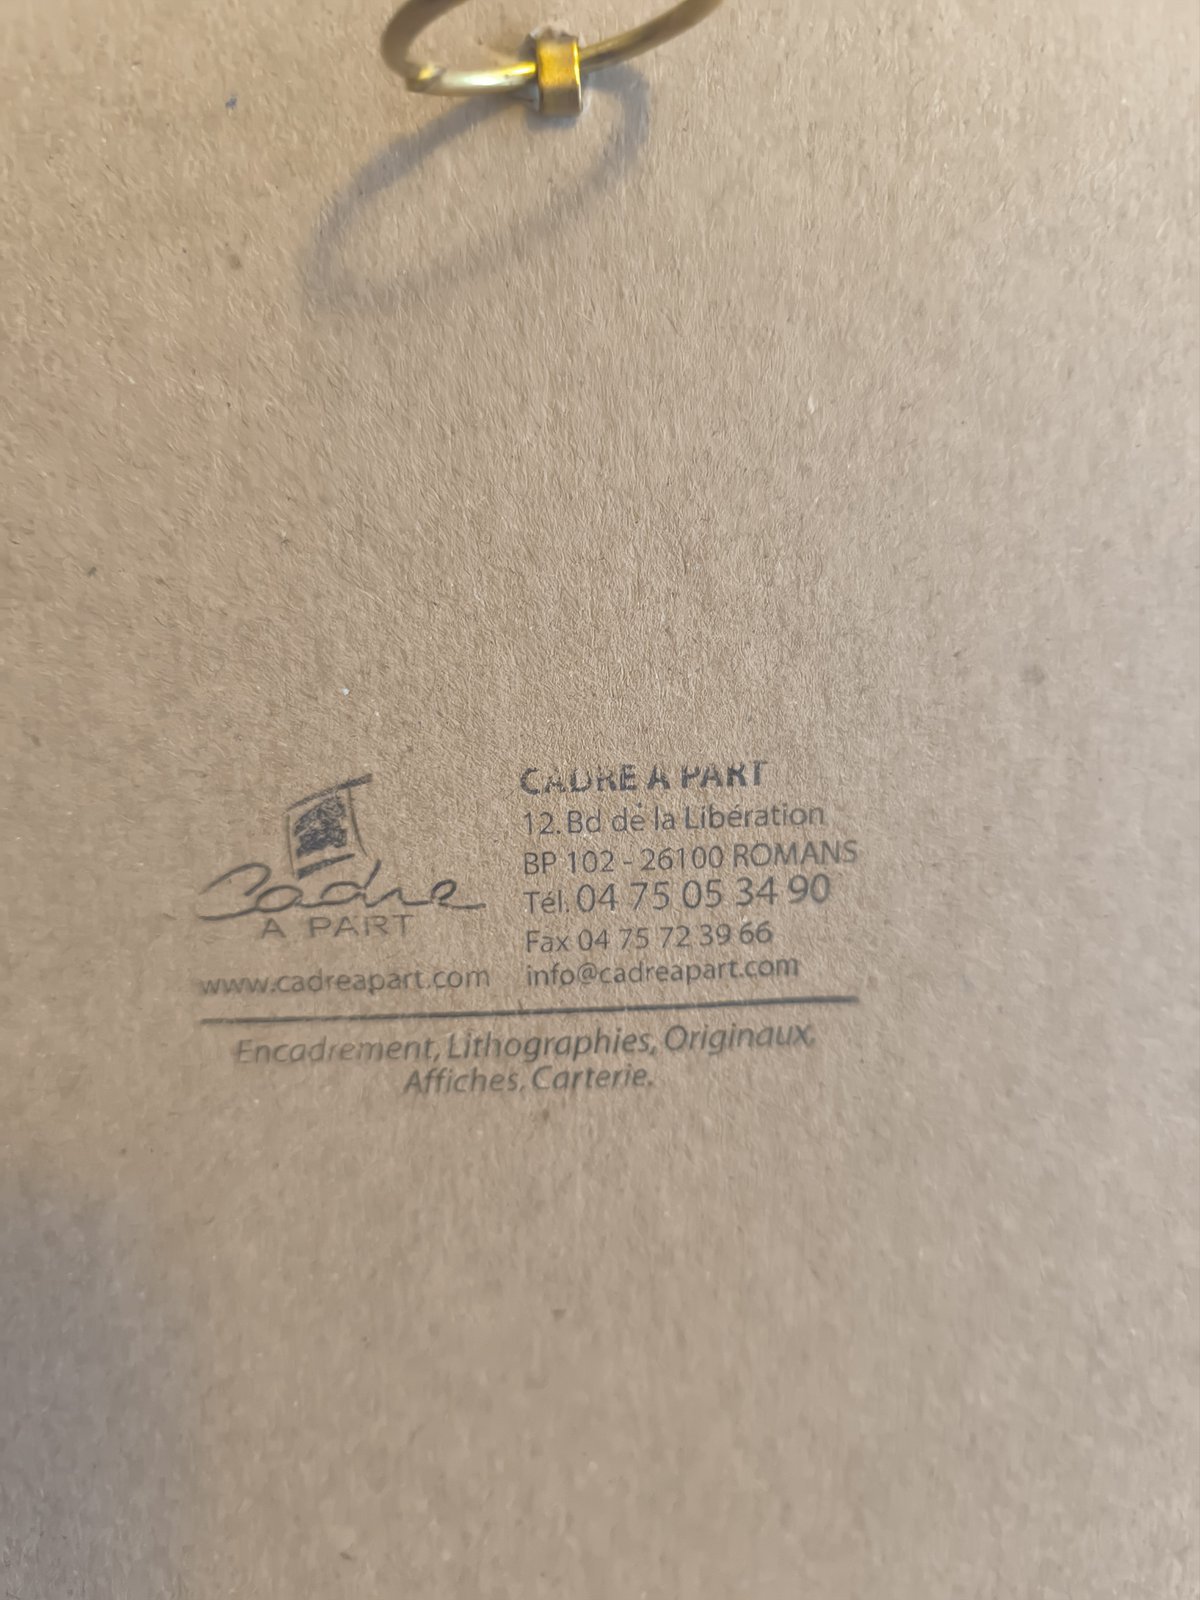 Cadre
A PART
www.cadreapart.com
CADRE A PART
12. Bd de la Libération
BP 102 - 26100 ROMANS
Tél. 04 75 05 34 90
Fax 04 75 72 39 66
info@cadreapart.com
Encadrement, Lithographies, Originaux,
Affiches, Carterie.